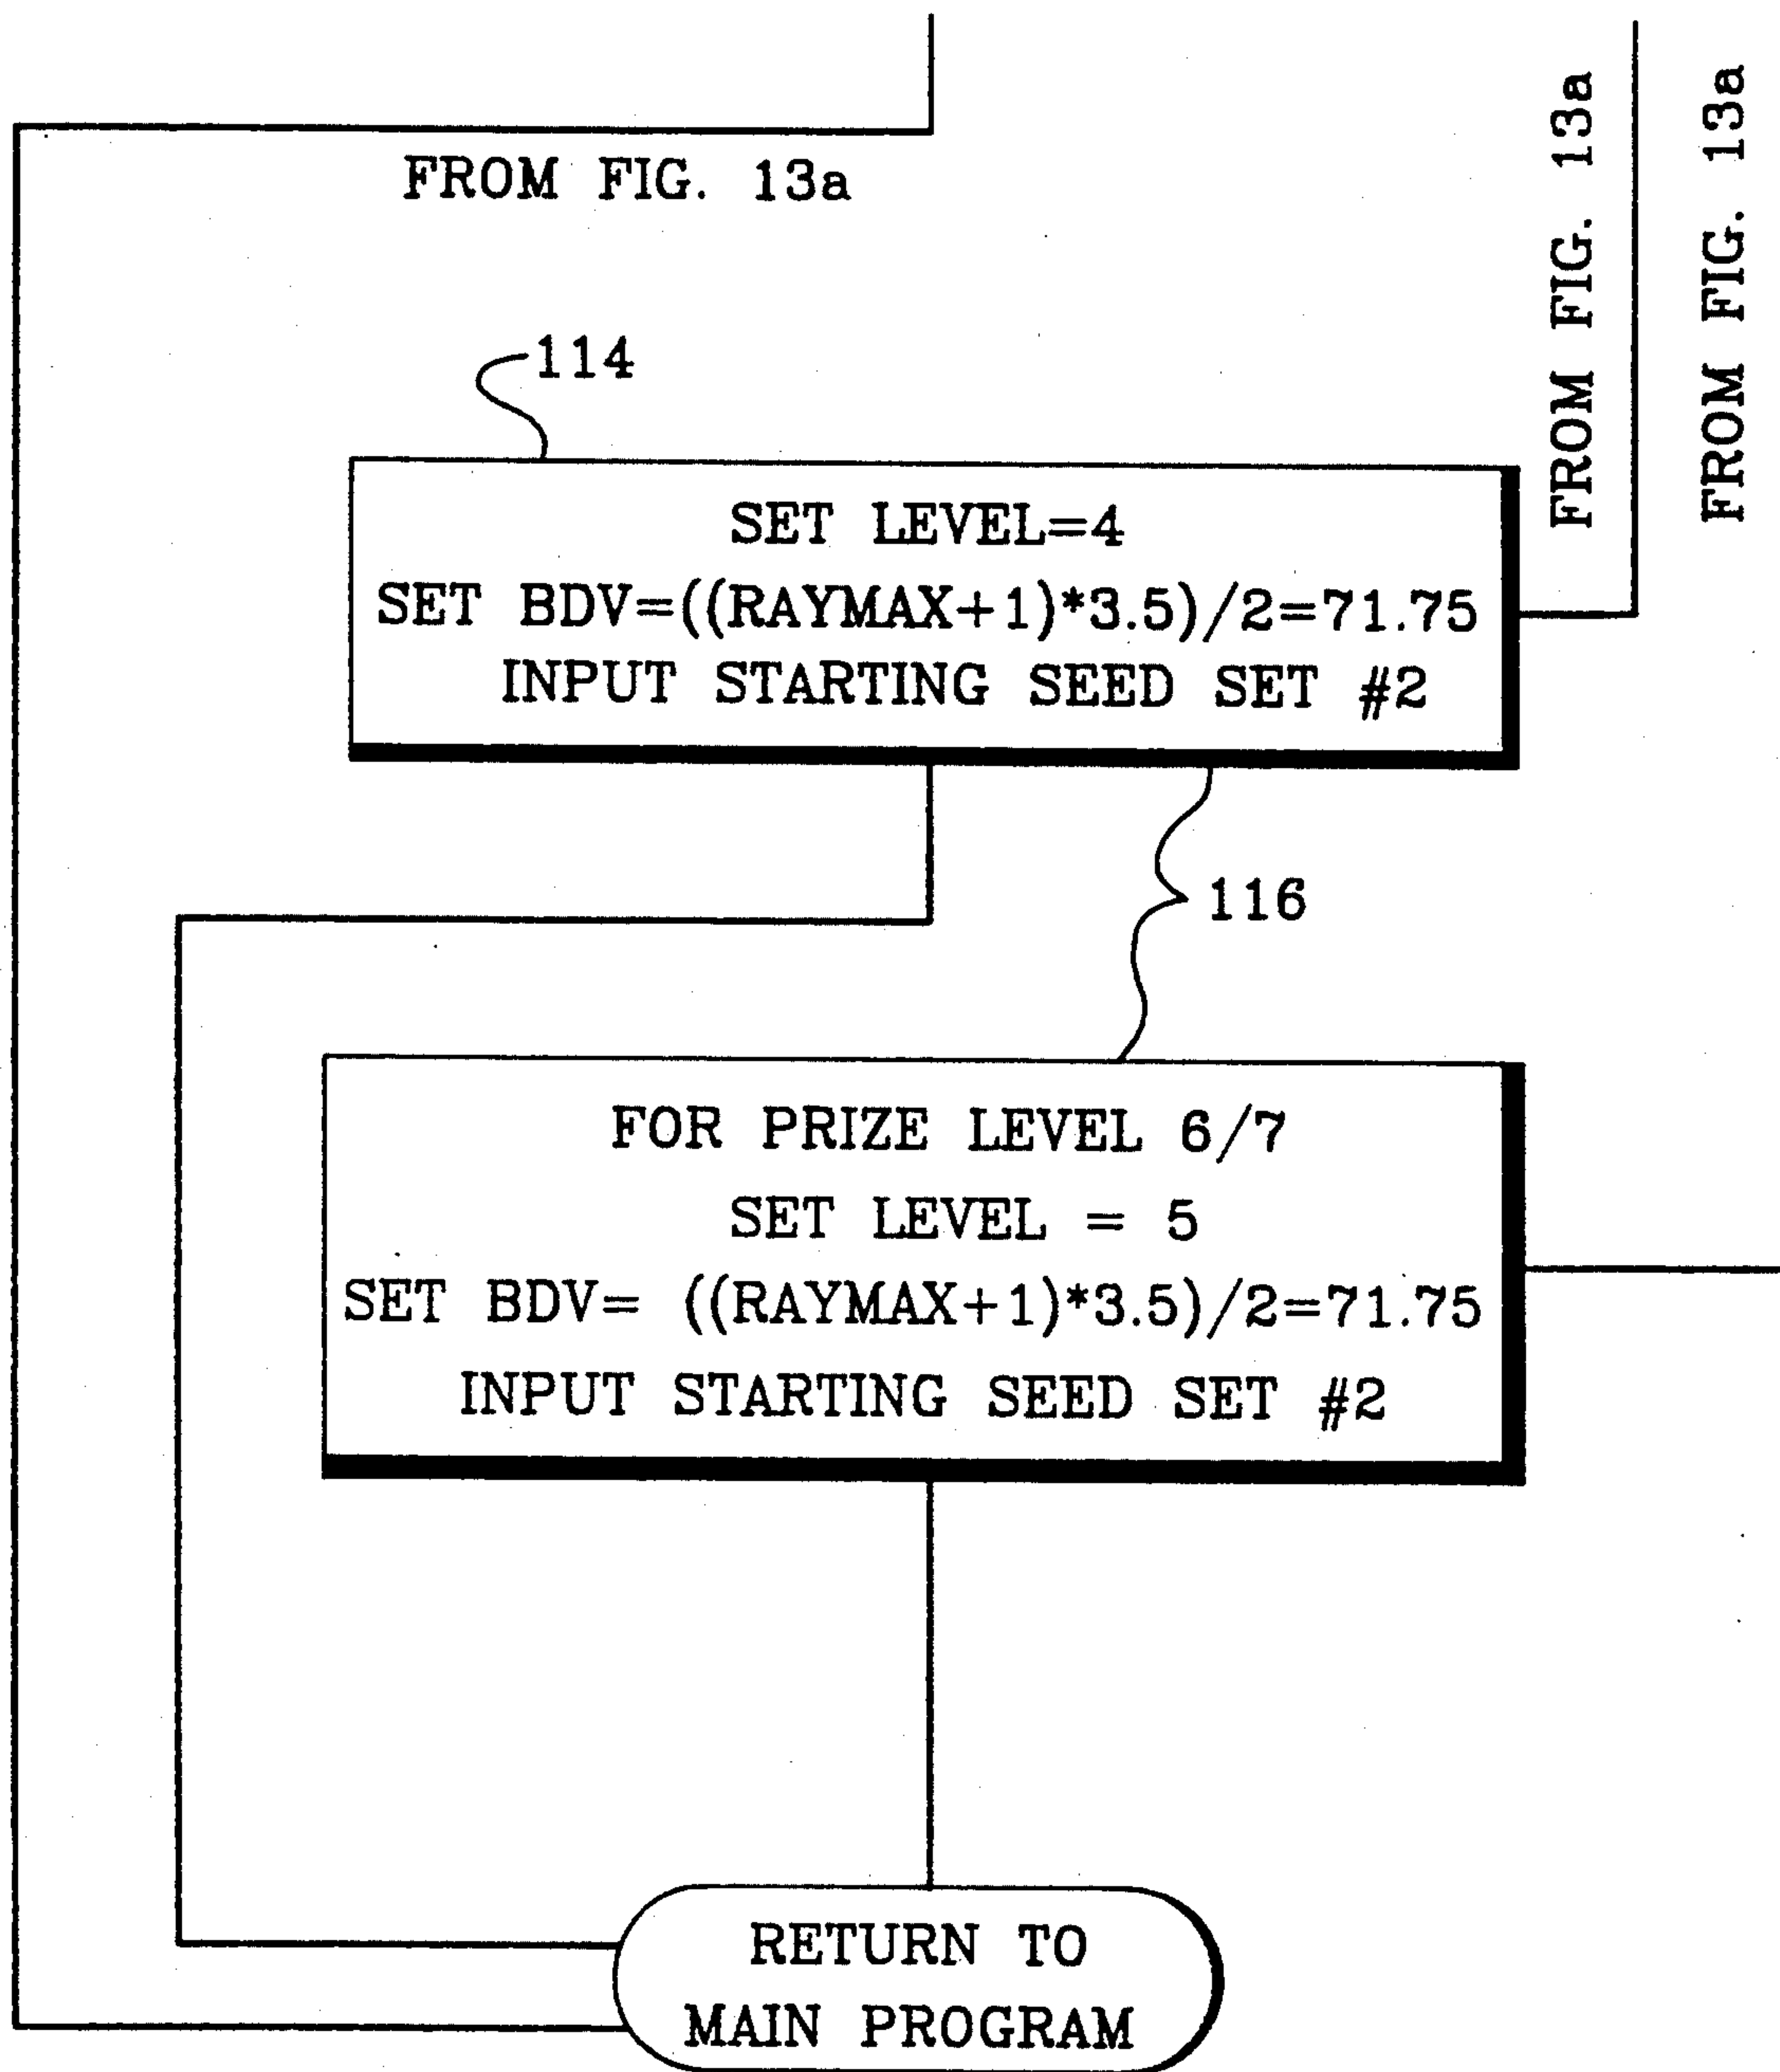 FROM FIG. 13a
FROM FIG. 13a
FROM FIG. 13a
114
SET LEVEL=4
SET BDV=((RAYMAX+1)*3.5)/2=71.75
INPUT STARTING SEED SET #2
116
FOR PRIZE LEVEL 6/7
SET LEVEL = 5
SET BDV= ((RAYMAX+1)*3.5)/2=71.75
INPUT STARTING SEED SET #2
RETURN TO
MAIN PROGRAM